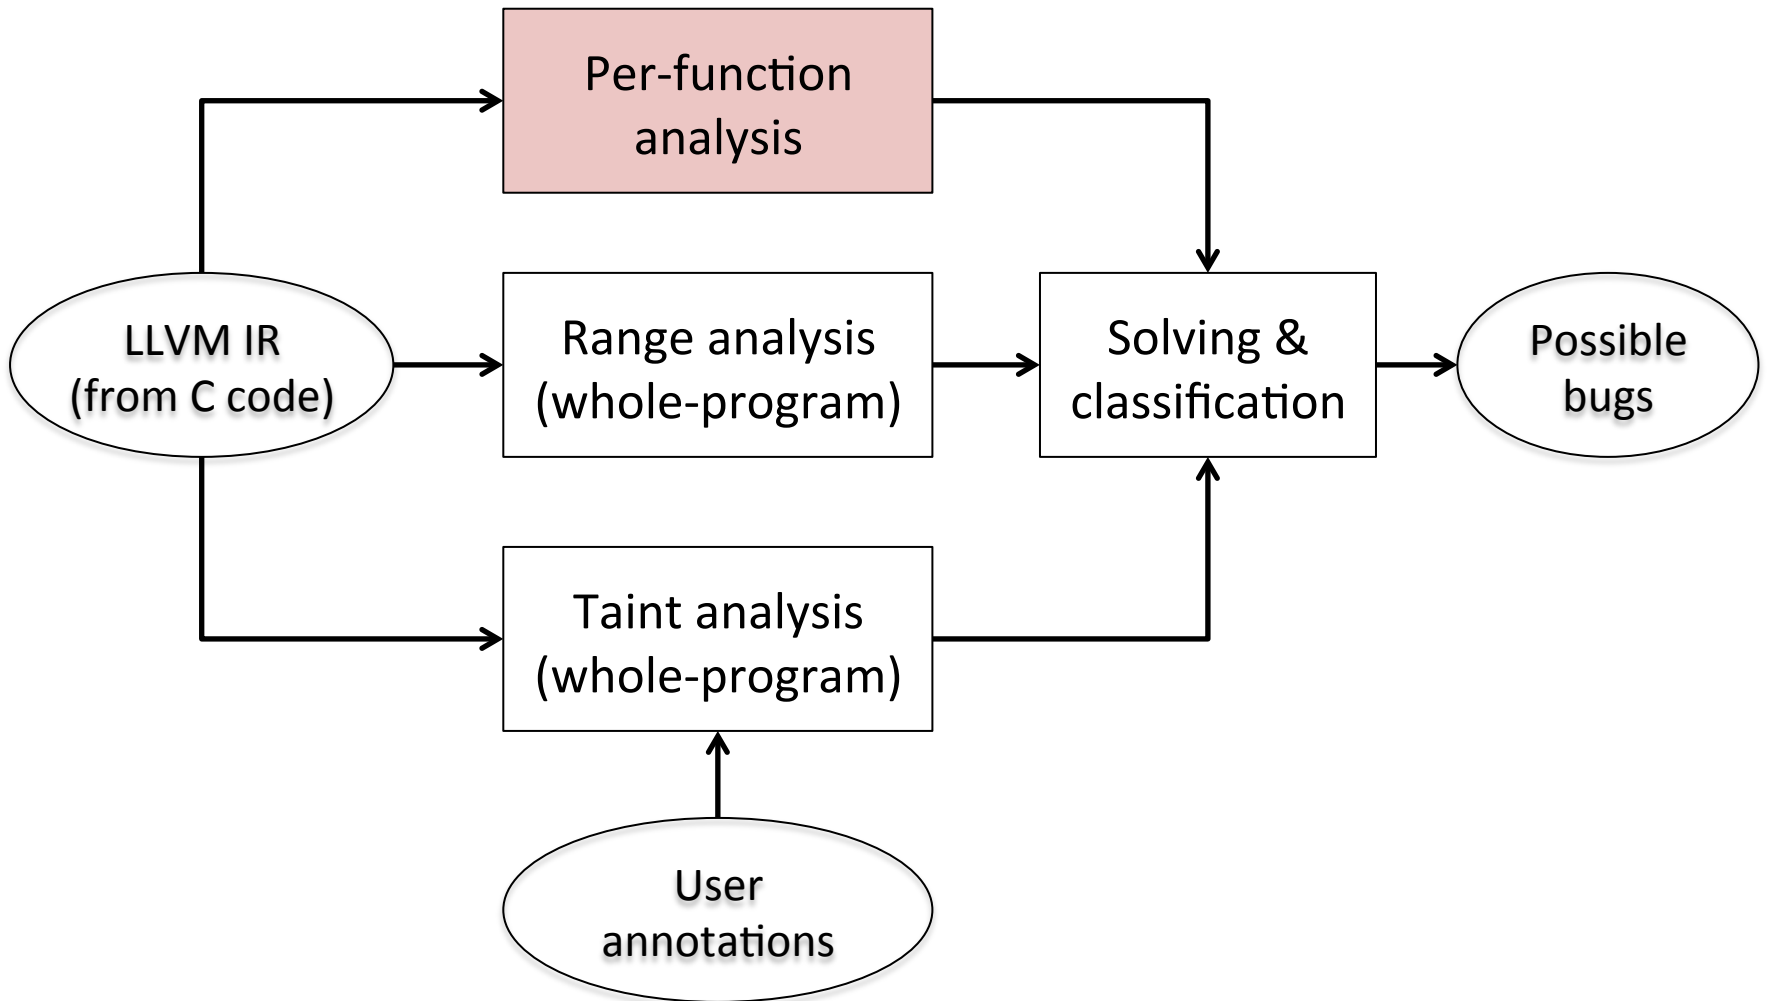 Per-function
analysis
LLVM IR
(from C code)
Range analysis
(whole-program)
Solving &
classification
Possible
bugs
Taint analysis
(whole-program)
User
annotations